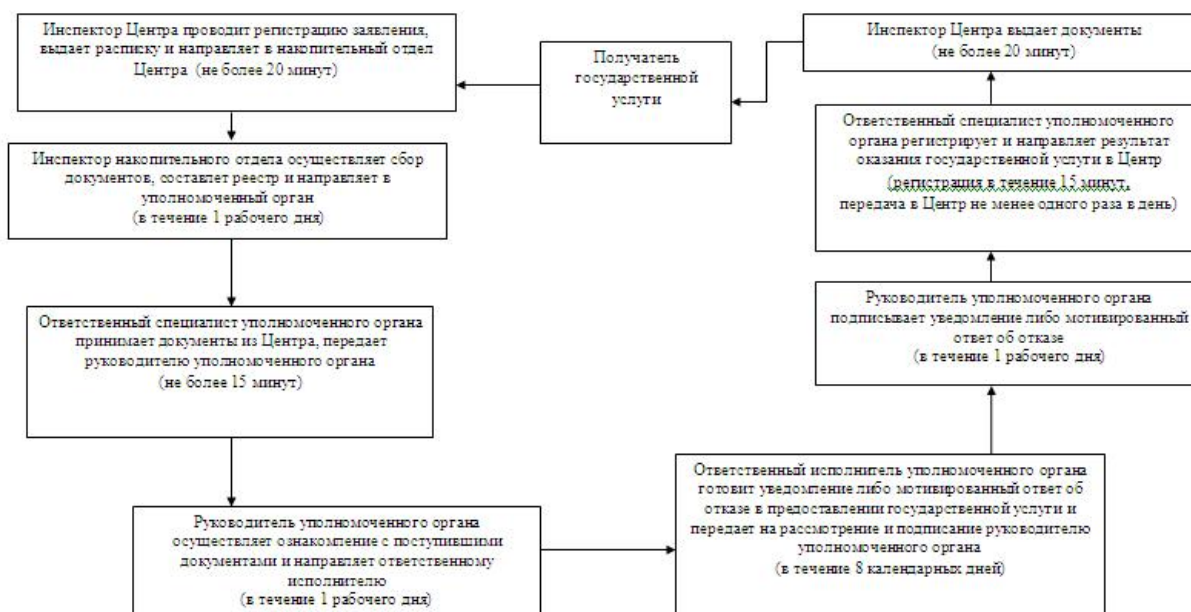 Инспектор Центра проводит регистрацию заявления,
выдает расписку и направляет в накопительный отдел
Центра (не более 20 минут)
Получатель
государственной
услуги
Инспектор Центра выдает документы
(не более 20 минут)
Ответственный специалист уполномоченного
органа регистрирует и направляет результат
оказания государственной услуги в Центр
(регистрация в течение 15 минут,
передача в Центр не менее одного раза в день)
Инспектор накопительного отдела осуществляет сбор
документов, составлет реестр и направляет в
уполномоченный орган
(в течение 1 рабочего дня)
Руководитель уполномоченного органа
подписывает уведомление либо мотивированный
ответ об отказе
(в течение 1 рабочего дня)
Ответственный специалист уполномоченного органа
принимает документы из Центра, передает
руководителю уполномоченного органа
(не более 15 минут)
Ответственный исполнитель уполномоченного органа
готовит уведомление либо мотивированный ответ об
отказе в предоставлении государственной услуги и
передает на рассмотрение и подписание руководителю
уполномоченного органа
(в течение 8 календарных дней)
Руководитель уполномоченного органа
осуществляет ознакомление с поступившими
документами и направляет ответственному
исполнителю
(в течение 1 рабочего дня)